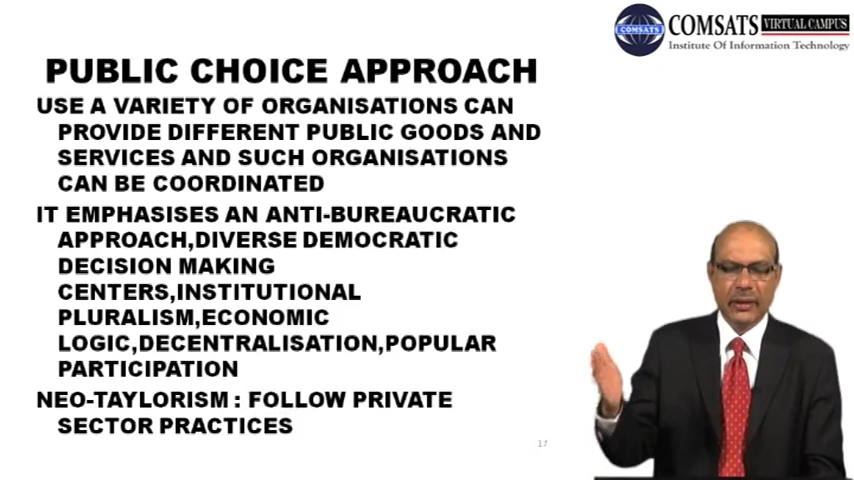 COMSATS VIRTUAL CAMPUS
COMSATS
Institute Of Information Technology
PUBLIC CHOICE APPROACH
USE A VARIETY OF ORGANISATIONS CAN
PROVIDE DIFFERENT PUBLIC GOODS AND
SERVICES AND SUCH ORGANISATIONS
CAN BE COORDINATED
IT EMPHASISES AN ANTI-BUREAUCRATIC
APPROACH,DIVERSE DEMOCRATIC
DECISION MAKING
CENTERS,INSTITUTIONAL
PLURALISM,ECONOMIC
LOGIC,DECENTRALISATION,POPULAR
PARTICIPATION
NEO-TAYLORISM : FOLLOW PRIVATE
SECTOR PRACTICES
17